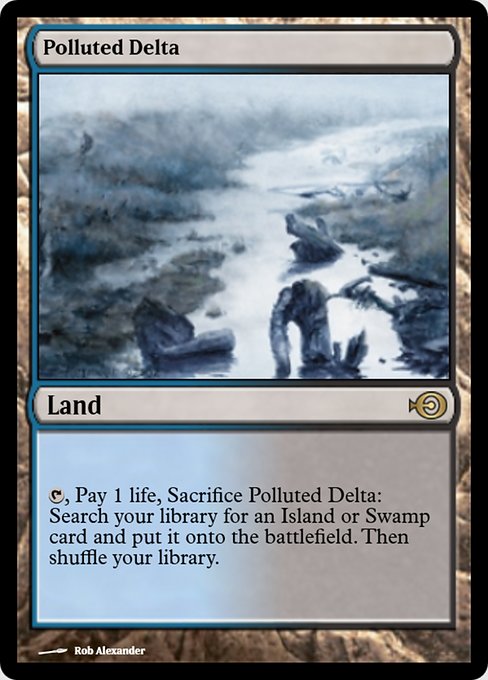 Polluted Delta
Land
, Pay 1 life, Sacrifice Polluted Delta:
Search your library for an Island or Swamp
card and put it onto the battlefield. Then
shuffle your library.
Rob Alexander